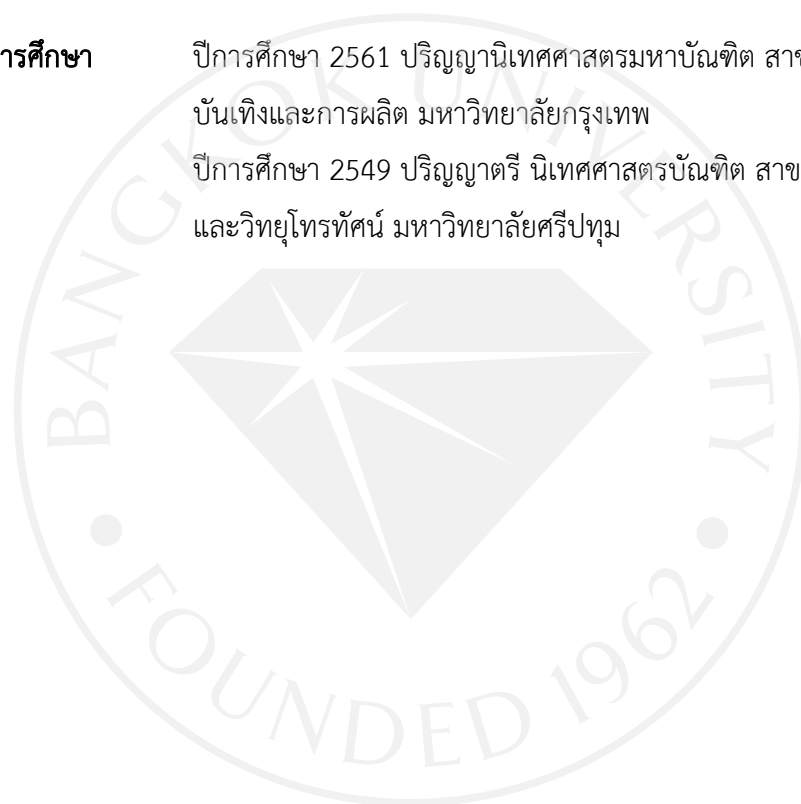 ารศึกษา ปีการศึกษา 2561 ปริญญานิเทศศาสตรมหาบัณฑิต
บันเทิงและการผลิต มหาวิทยาลัยกรุงเทพ
ปีการศึกษา 2549 ปริญญาตรี นิเทศศาสตรบัณฑิต
และวิทยุโทรทัศน์ มหาวิทยาลัยศรีปทุม
BANGKOK UNIVERSITY
FOUNDED 1962